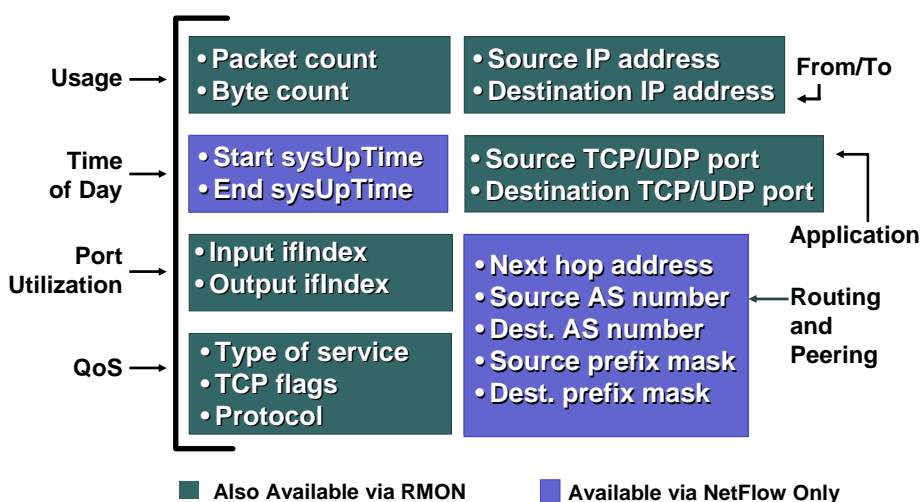 Usage
• Packet count
• Byte count
• Source IP address
• Destination IP address
From/To
Time
of Day
• Start sysUpTime
• End sysUpTime
• Source TCP/UDP port
• Destination TCP/UDP port
Application
Port
Utilization
• Input ifIndex
• Output ifIndex
• Next hop address
• Source AS number
• Dest. AS number
• Source prefix mask
• Dest. prefix mask
Routing
and
Peering
QoS
• Type of service
• TCP flags
• Protocol
Also Available via RMON
Available via NetFlow Only